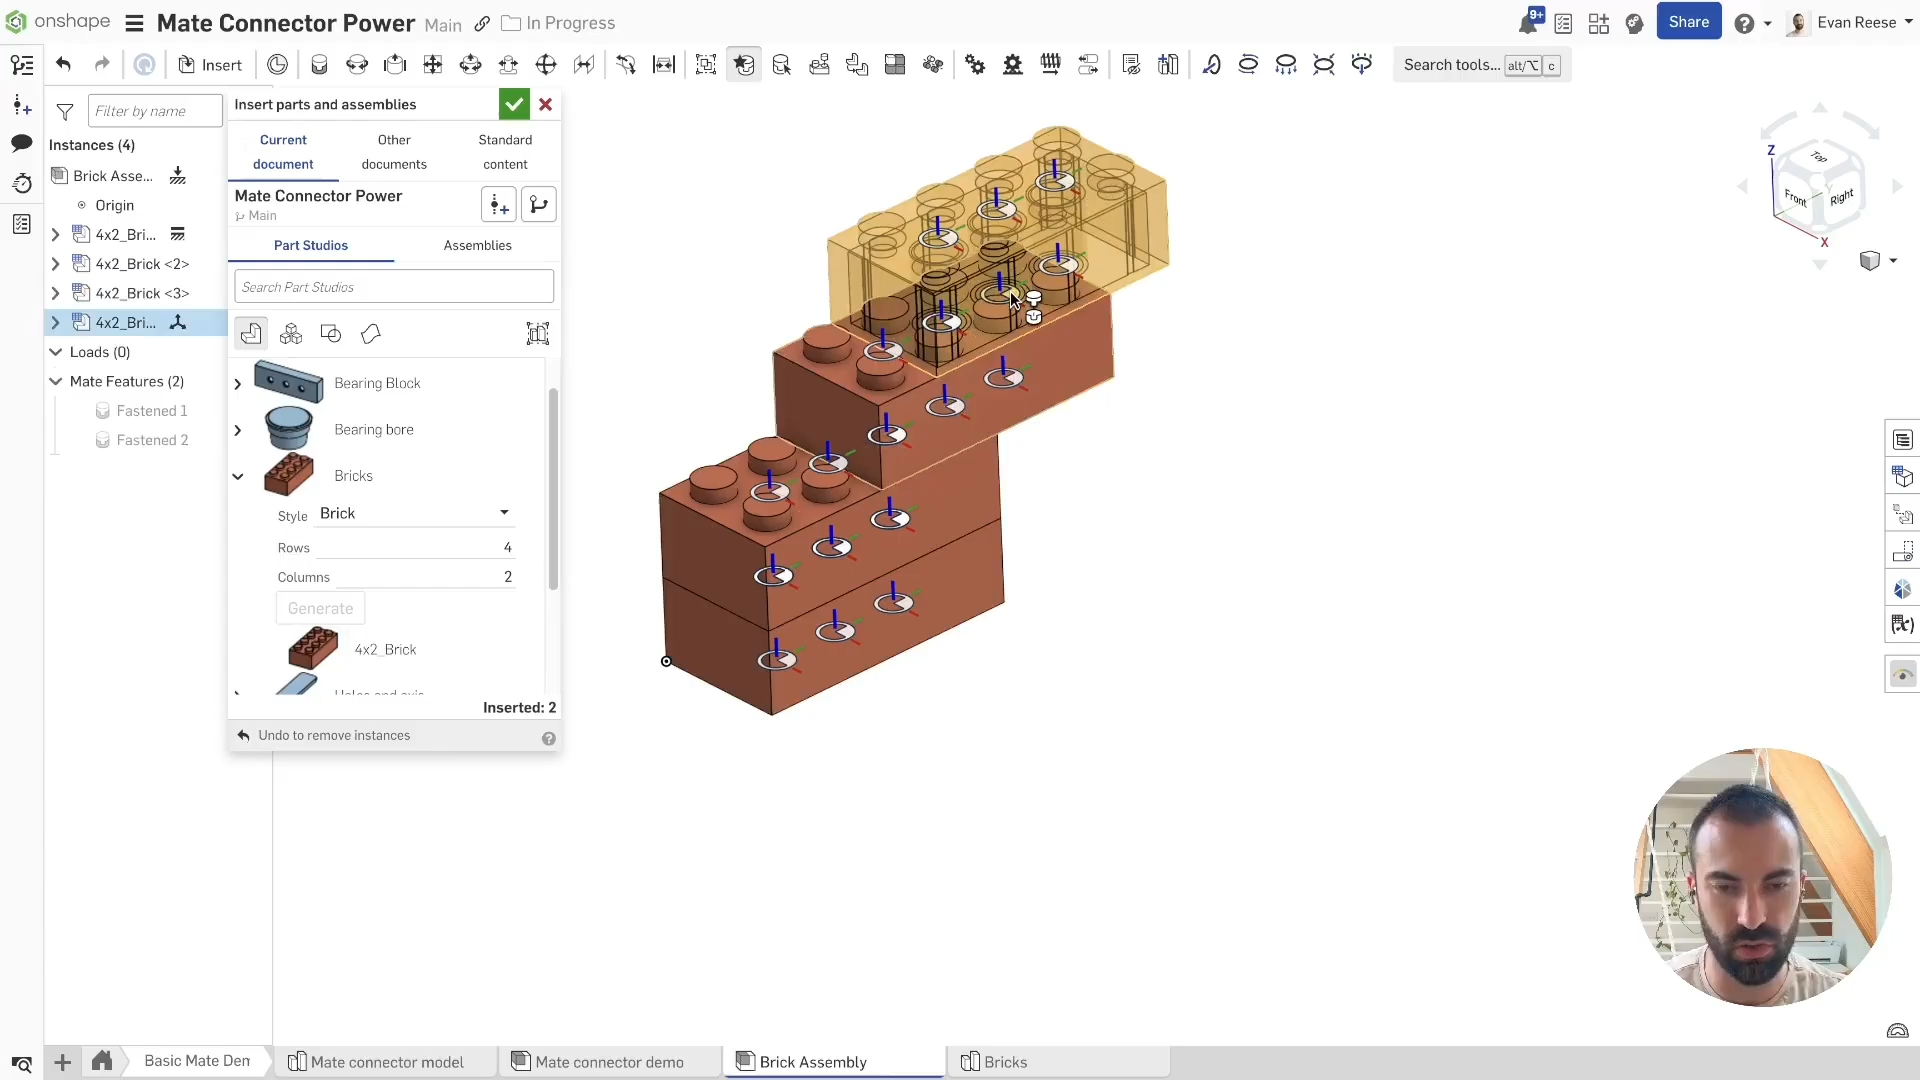 onshape
Mate Connector Power Main In Progress
9+
Share
Evan Reese
Insert
Search tools... alt/⌥ c
Filter by name
Instances (4)
Brick Asse...
Origin
4x2_Bri...
4x2_Brick <2>
4x2_Brick <3>
4x2_Bri...
Loads (0)
Mate Features (2)
Fastened 1
Fastened 2
Insert parts and assemblies
Current document
Other documents
Standard content
Mate Connector Power
Main
Part Studios
Assemblies
Search Part Studios
Bearing Block
Bearing bore
Bricks
Style Brick
Rows 4
Columns 2
Generate
4x2_Brick
Holes and axis
Inserted: 2
Undo to remove instances
Z
Top
Front
Right
Y
X
(x)
Basic Mate Den
Mate connector model
Mate connector demo
Brick Assembly
Bricks